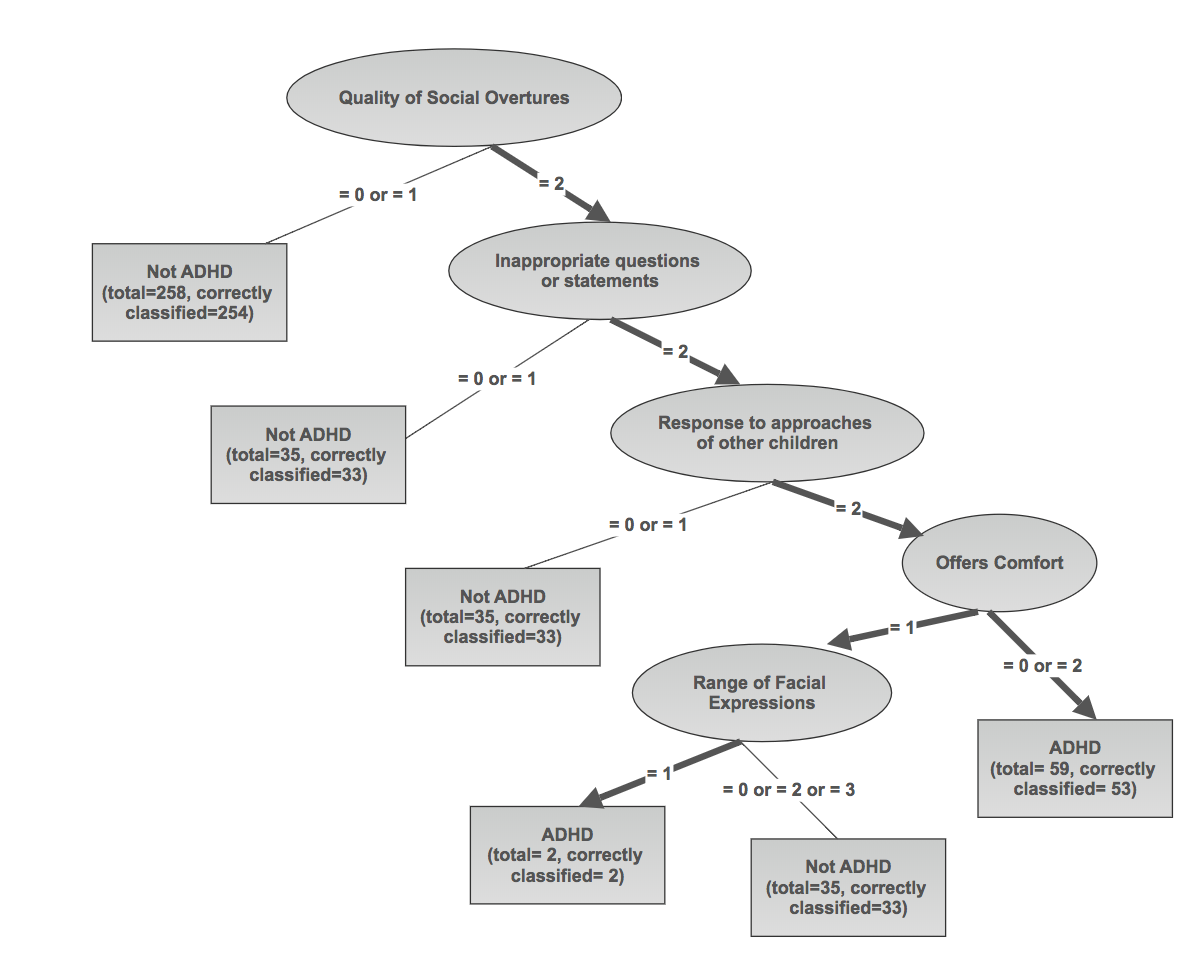 Quality of Social Overtures
= 0 or = 1
= 2
Not ADHD
(total=258, correctly
classified=254)
Inappropriate questions
or statements
= 0 or = 1
= 2
Not ADHD
(total=35, correctly
classified=33)
Response to approaches
of other children
= 0 or = 1
= 2
Not ADHD
(total=35, correctly
classified=33)
Offers Comfort
= 1
= 0 or = 2
Range of Facial
Expressions
ADHD
(total= 59, correctly
classified= 53)
= 1
= 0 or = 2 or = 3
ADHD
(total= 2, correctly
classified= 2)
Not ADHD
(total=35, correctly
classified=33)